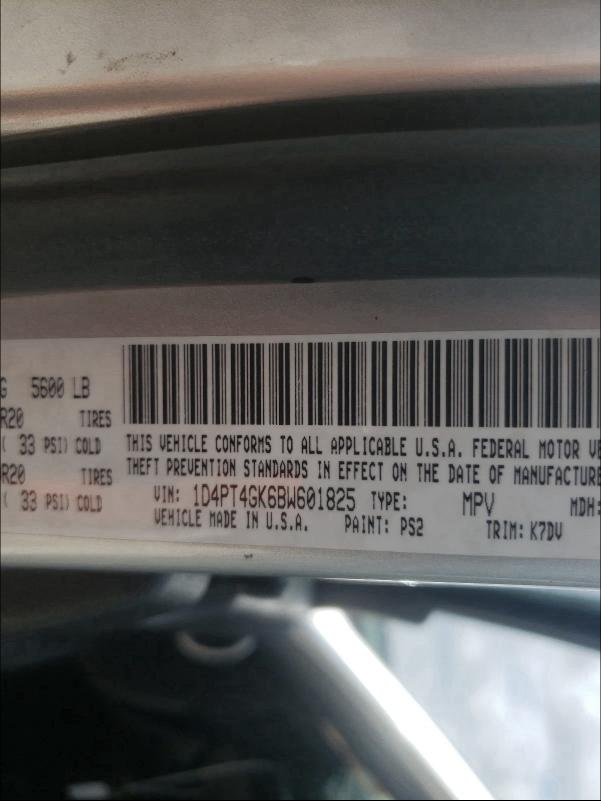 G 5600 LB
R20 TIRES
( 33 PSI) COLD
R20 TIRES
( 33 PSI) COLD
THIS VEHICLE CONFORMS TO ALL APPLICABLE U.S.A. FEDERAL MOTOR VE
THEFT PREVENTION STANDARDS IN EFFECT ON THE DATE OF MANUFACTURE
VIN: 1D4PT4GK6BW601825 TYPE: MPV MDH:
VEHICLE MADE IN U.S.A. PAINT: PS2 TRIM: K7DV